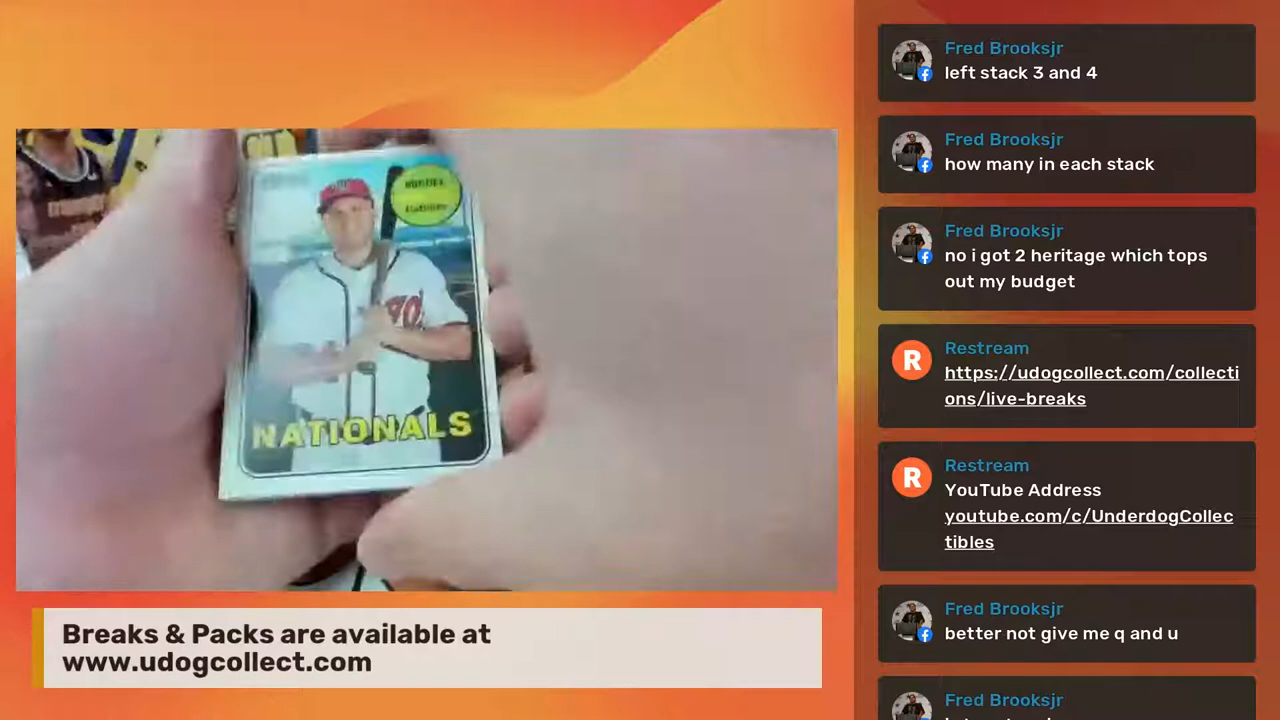 NATIONALS
Breaks & Packs are available at
www.udogcollect.com
Fred Brooksjr
left stack 3 and 4
Fred Brooksjr
how many in each stack
Fred Brooksjr
no i got 2 heritage which tops
out my budget
R
Restream
https://udogcollect.com/collecti
ons/live-breaks
R
Restream
YouTube Address
youtube.com/c/UnderdogCollec
tibles
Fred Brooksjr
better not give me q and u
Fred Brooksjr